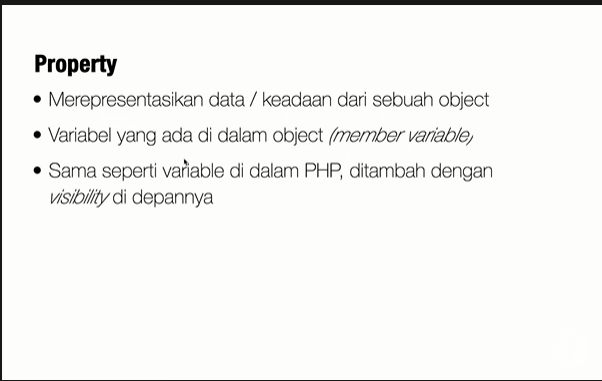 Property
• Merepresentasikan data / keadaan dari sebuah object
• Variabel yang ada di dalam object (member variable)
• Sama seperti variable di dalam PHP, ditambah dengan
visibility di depannya